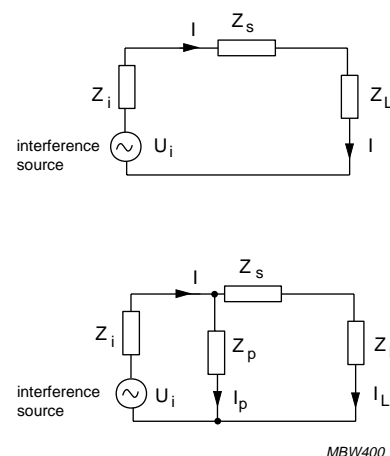 I
Z s
Z i
Z L
interference
source
U i
I
I
Z s
Z i
Z p
Z
interference
source
U i
I p
I L
MBW400